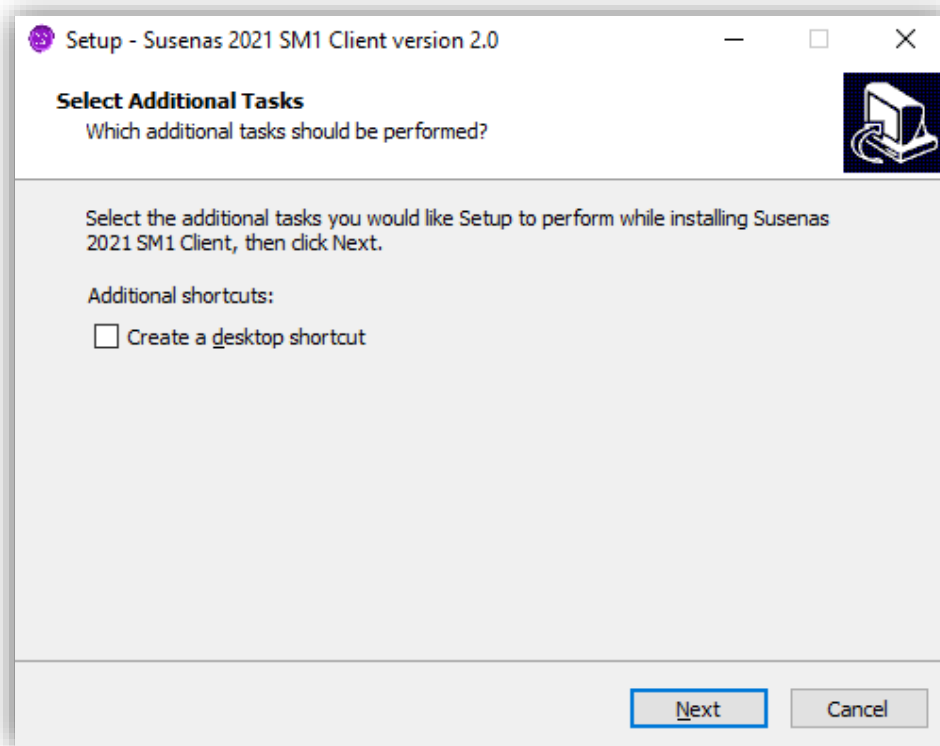 Setup - Susenas 2021 SM1 Client version 2.0
Select Additional Tasks
Which additional tasks should be performed?
Select the additional tasks you would like Setup to perform while installing Susenas
2021 SM1 Client, then click Next.
Additional shortcuts:
Create a desktop shortcut
Next
Cancel